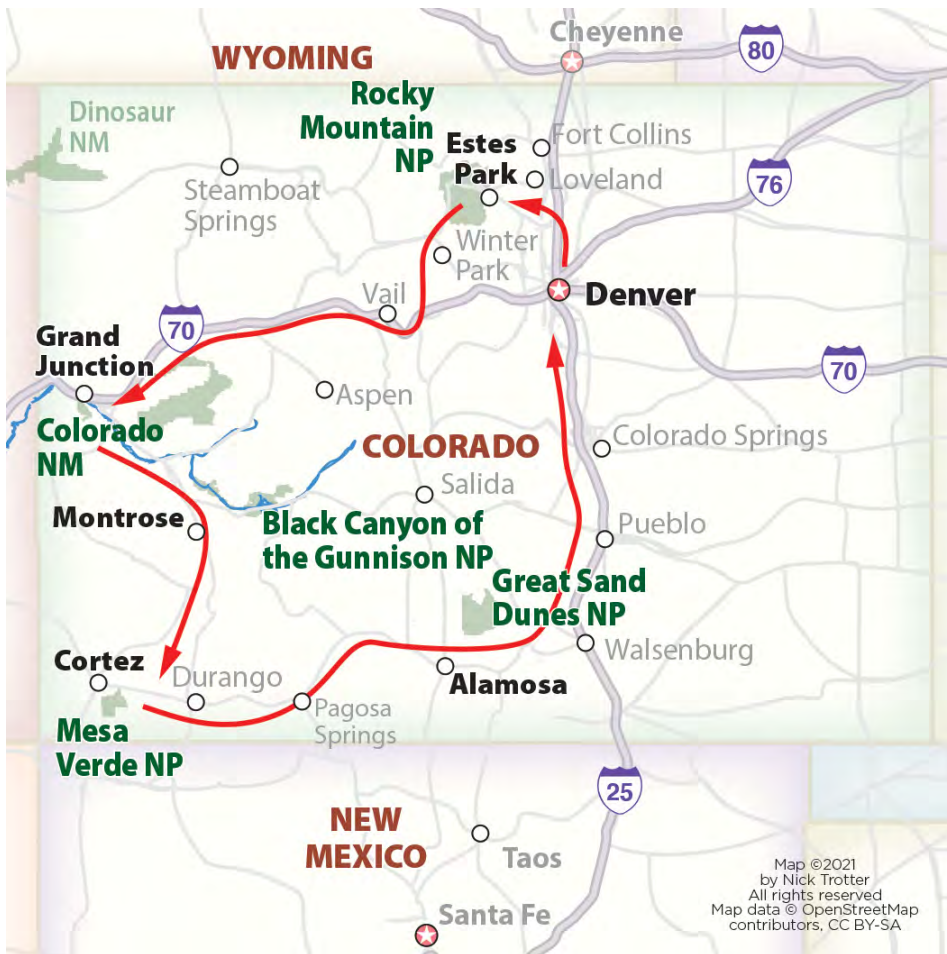 Cheyenne
80
WYOMING
Rocky
Mountain
NP
Dinosaur
NM
Estes
Park
Fort Collins
76
Loveland
Steamboat
Springs
Winter
Park
Denver
Vail
70
Grand
Junction
70
Aspen
Colorado
NM
COLORADO
Colorado Springs
Salida
Montrose
Black Canyon of
the Gunnison NP
Pueblo
Great Sand
Dunes NP
Walsenburg
Cortez
Durango
Alamosa
Pagosa
Springs
Mesa
Verde NP
25
NEW
MEXICO
Taos
Santa Fe
Map ©2021
by Nick Trotter
All rights reserved
Map data © OpenStreetMap
contributors, CC BY-SA